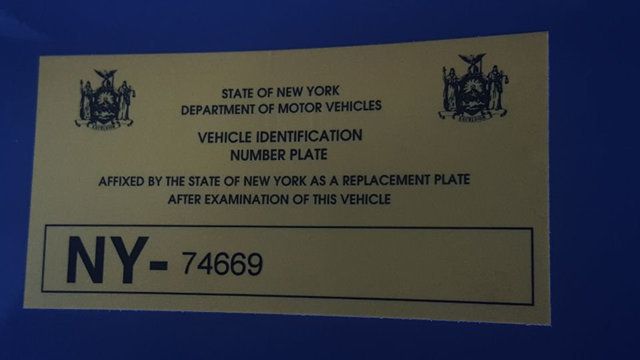 STATE OF NEW YORK
DEPARTMENT OF MOTOR VEHICLES
VEHICLE IDENTIFICATION
NUMBER PLATE
AFFIXED BY THE STATE OF NEW YORK AS A REPLACEMENT PLATE
AFTER EXAMINATION OF THIS VEHICLE
NY- 74669